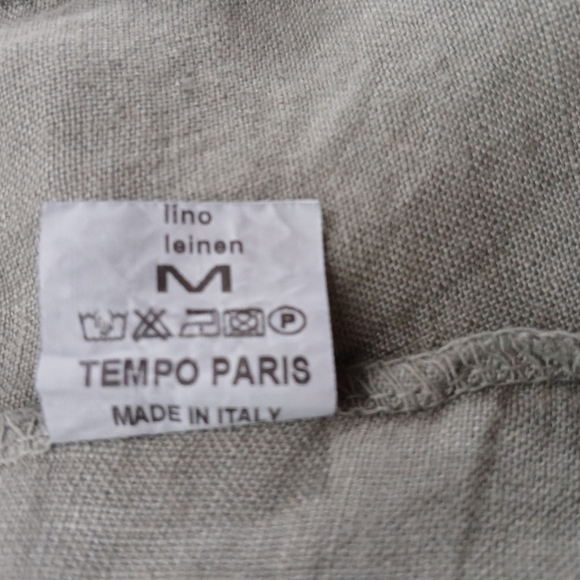 lino
leinen
M
P
TEMPO PARIS
MADE IN ITALY